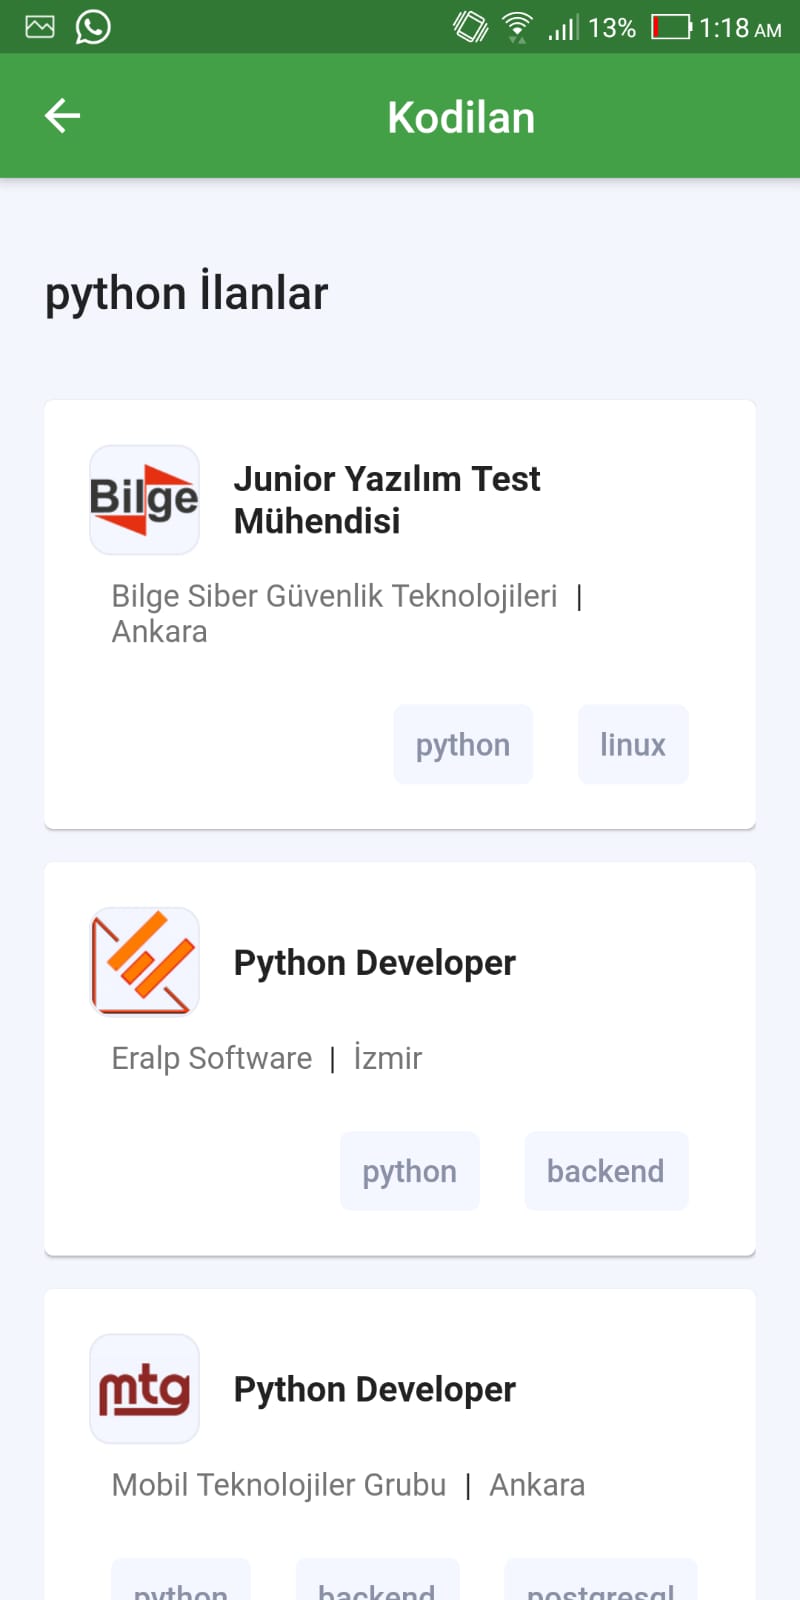 13% 1:18 AM
Kodilan
python İlanlar
Bilge
Junior Yazılım Test
Mühendisi
Bilge Siber Güvenlik Teknolojileri |
Ankara
python linux
Python Developer
Eralp Software | İzmir
python backend
mtg
Python Developer
Mobil Teknolojiler Grubu | Ankara
python backend postgresql